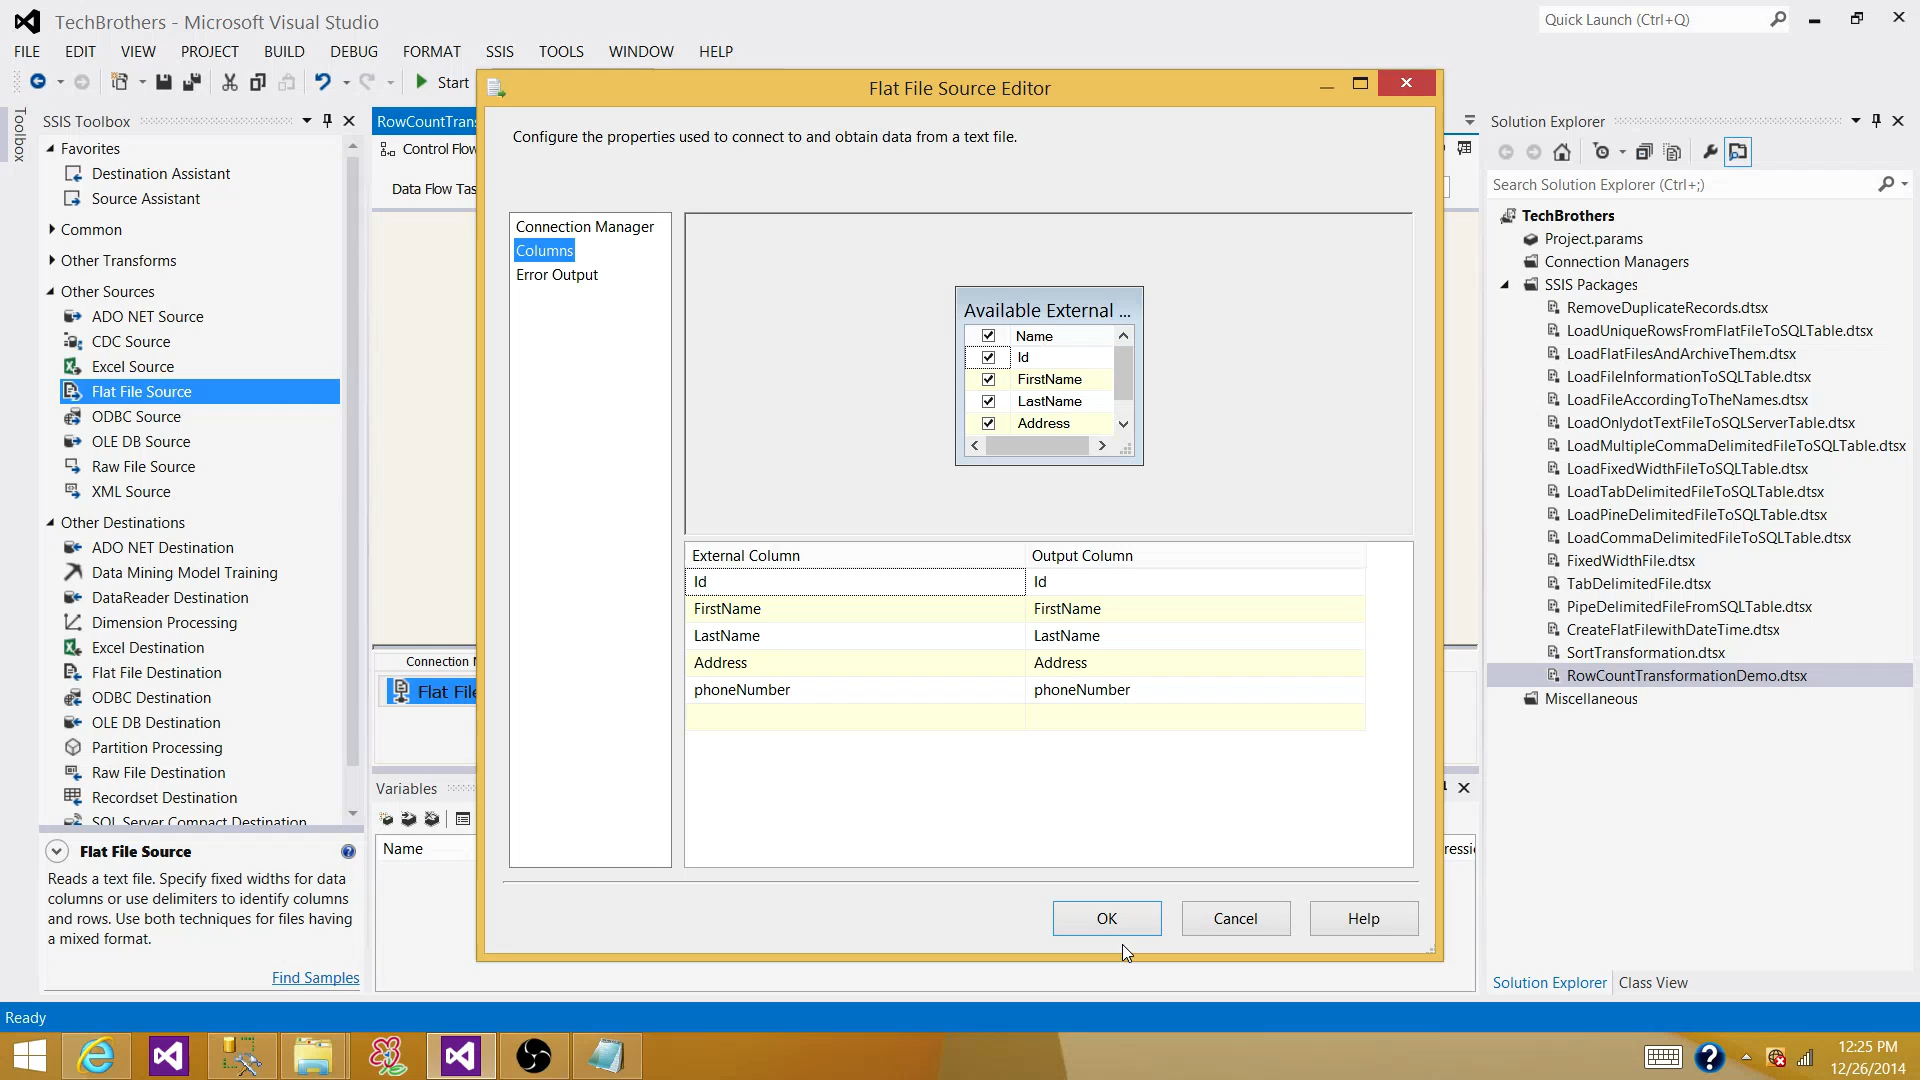 TechBrothers - Microsoft Visual Studio
Quick Launch (Ctrl+Q)
FILE EDIT VIEW PROJECT BUILD DEBUG FORMAT SSIS TOOLS WINDOW HELP
Start
Toolbox
SSIS Toolbox
Favorites
Destination Assistant
Source Assistant
Common
Other Transforms
Other Sources
ADO NET Source
CDC Source
Excel Source
Flat File Source
ODBC Source
OLE DB Source
Raw File Source
XML Source
Other Destinations
ADO NET Destination
Data Mining Model Training
DataReader Destination
Dimension Processing
Excel Destination
Flat File Destination
ODBC Destination
OLE DB Destination
Partition Processing
Raw File Destination
Recordset Destination
SQL Server Compact Destination
Flat File Source
Reads a text file. Specify fixed widths for data
columns or use delimiters to identify columns
and rows. Use both techniques for files having
a mixed format.
Find Samples
RowCountTrans
Control Flow
Data Flow Tas
Connection M
Flat File
Variables
Name
ressi
Flat File Source Editor
Configure the properties used to connect to and obtain data from a text file.
Connection Manager
Columns
Error Output
Available External ...
Name
Id
FirstName
LastName
Address
External Column Output Column
Id Id
FirstName FirstName
LastName LastName
Address Address
phoneNumber phoneNumber
OK Cancel Help
Solution Explorer
Search Solution Explorer (Ctrl+;)
TechBrothers
Project.params
Connection Managers
SSIS Packages
RemoveDuplicateRecords.dtsx
LoadUniqueRowsFromFlatFileToSQLTable.dtsx
LoadFlatFilesAndArchiveThem.dtsx
LoadFileInformationToSQLTable.dtsx
LoadFileAccordingToTheNames.dtsx
LoadOnlydotTextFileToSQLServerTable.dtsx
LoadMultipleCommaDelimitedFileToSQLTable.dtsx
LoadFixedWidthFileToSQLTable.dtsx
LoadTabDelimitedFileToSQLTable.dtsx
LoadPineDelimitedFileToSQLTable.dtsx
LoadCommaDelimitedFileToSQLTable.dtsx
FixedWidthFile.dtsx
TabDelimitedFile.dtsx
PipeDelimitedFileFromSQLTable.dtsx
CreateFlatFilewithDateTime.dtsx
SortTransformation.dtsx
RowCountTransformationDemo.dtsx
Miscellaneous
Solution Explorer Class View
Ready
12:25 PM
12/26/2014